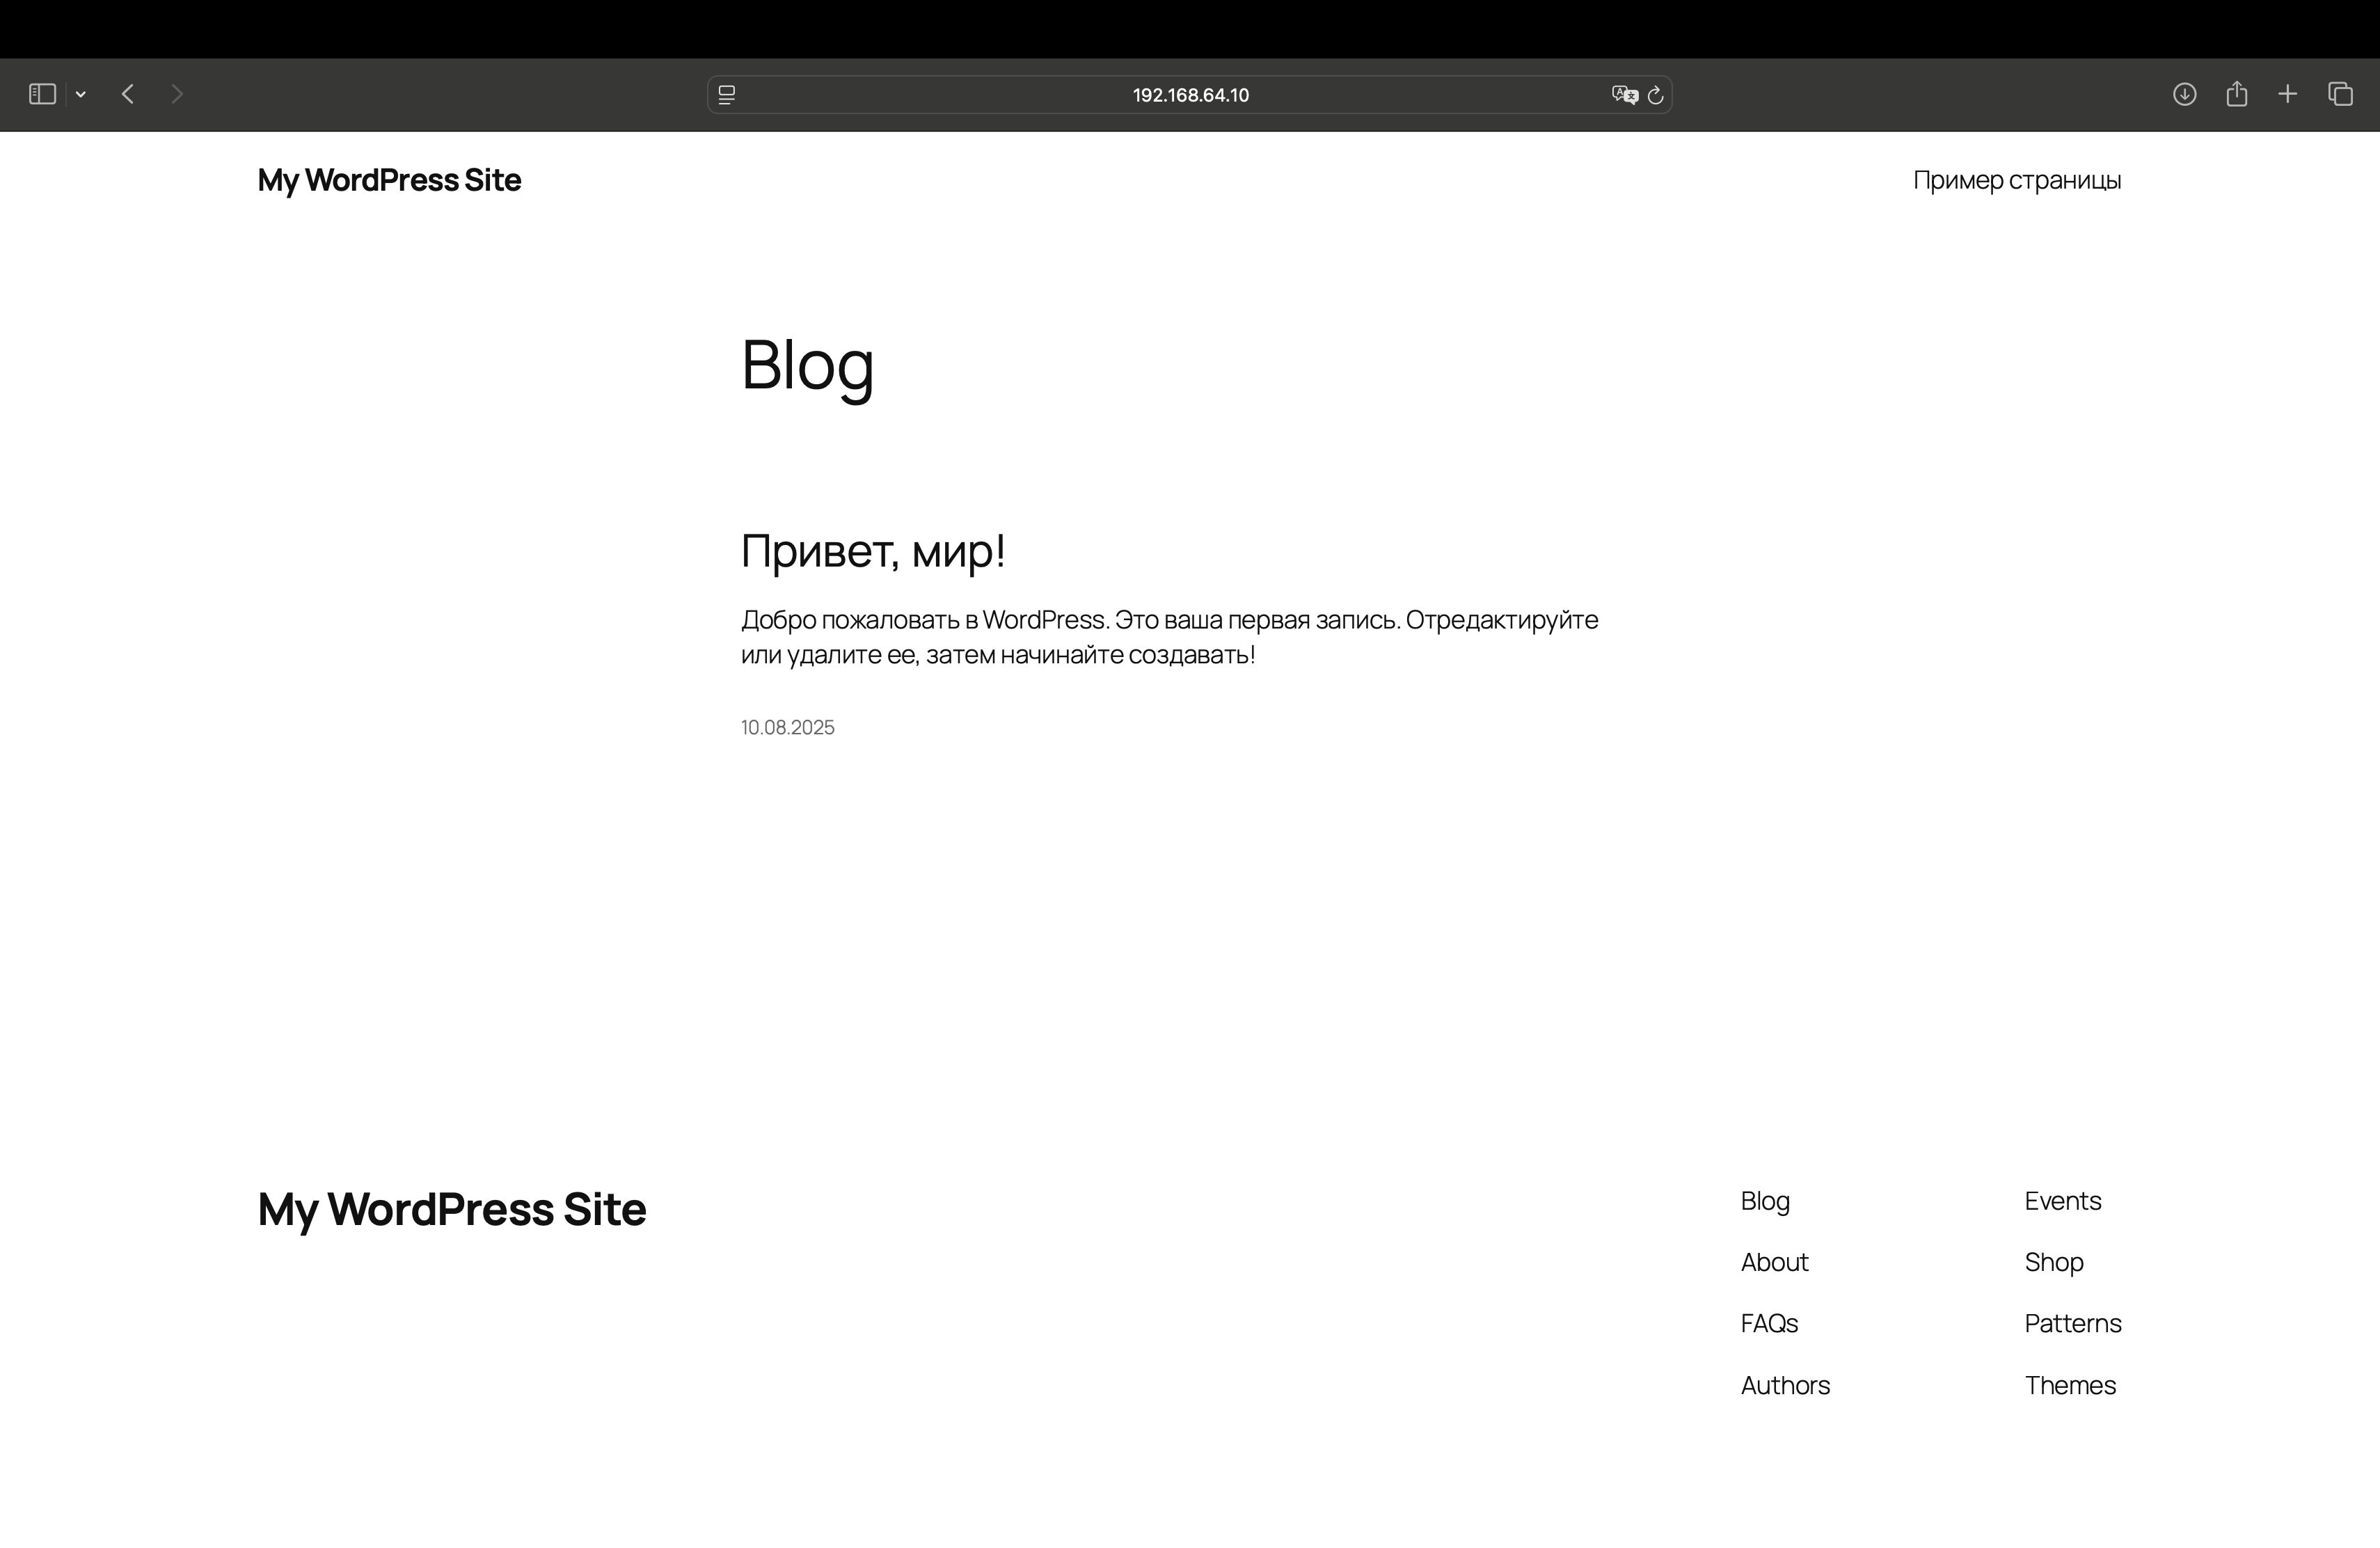 192.168.64.10
My WordPress Site
Пример страницы
Blog
Привет, мир!
Добро пожаловать в WordPress. Это ваша первая запись. Отредактируйте
или удалите ее, затем начинайте создавать!
10.08.2025
My WordPress Site
Blog
About
FAQs
Authors
Events
Shop
Patterns
Themes